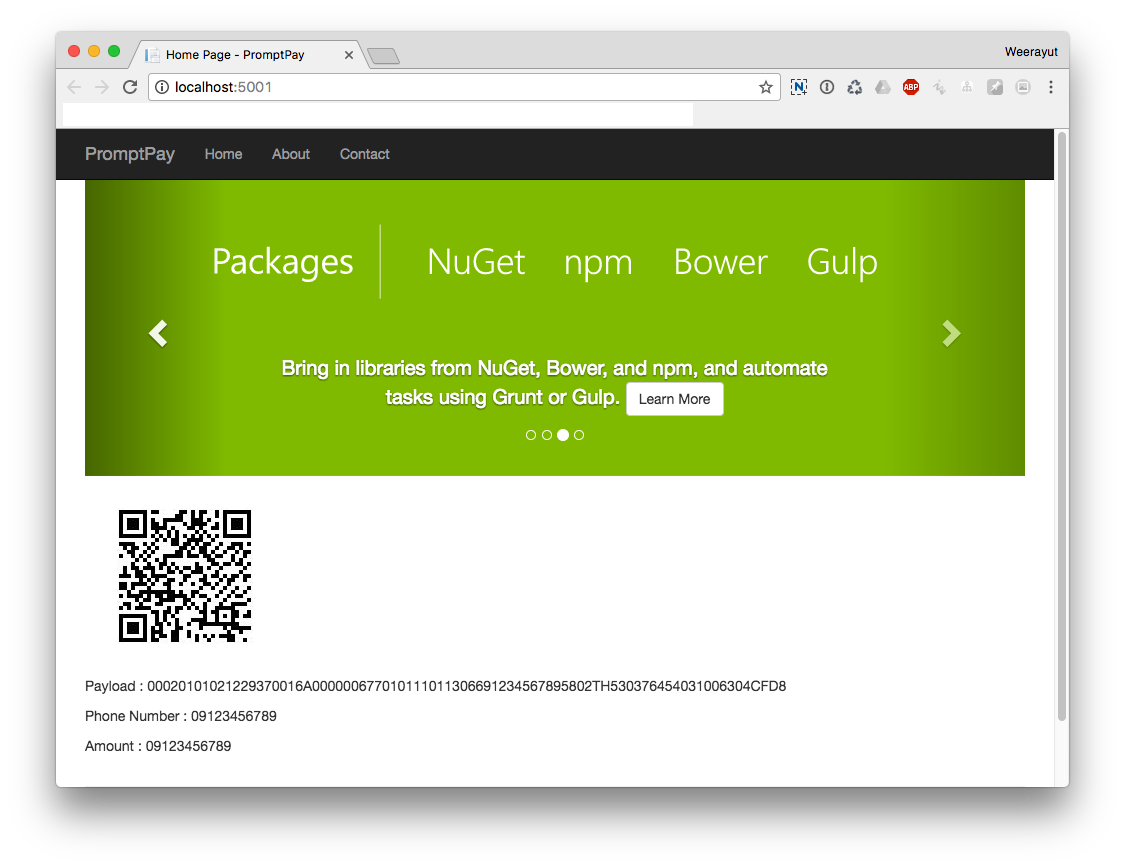 Home Page - PromptPay
Weerayut
localhost:5001
N
ABP
PromptPay Home About Contact
Packages NuGet npm Bower Gulp
Bring in libraries from NuGet, Bower, and npm, and automate
tasks using Grunt or Gulp. Learn More
Payload : 00020101021229370016A000000677010111011306691234567895802TH530376454031006304CFD8
Phone Number : 09123456789
Amount : 09123456789